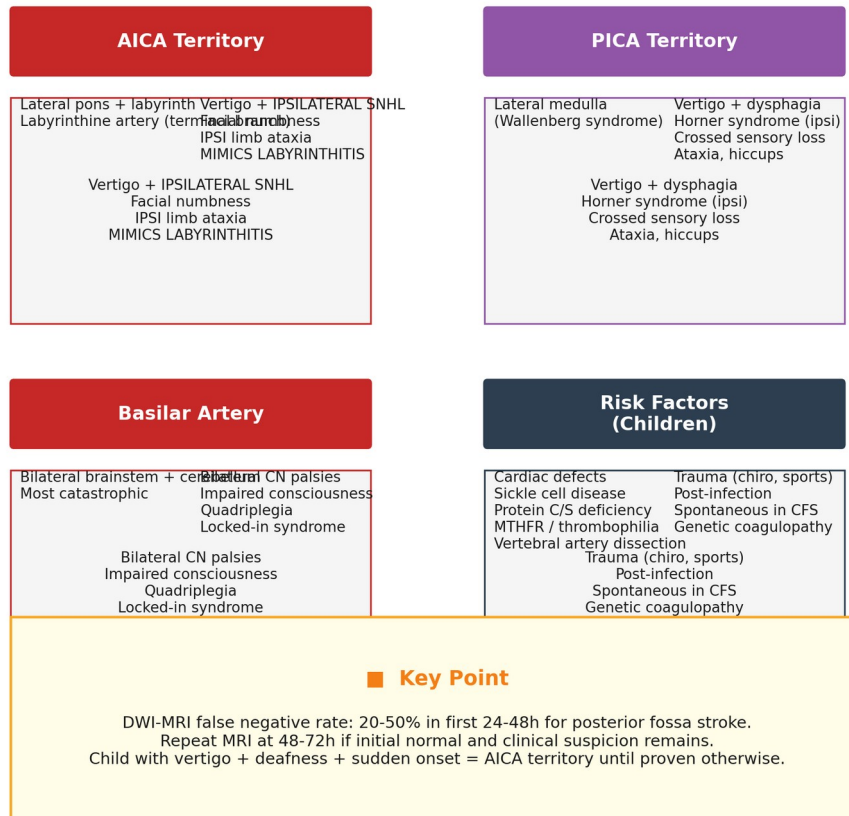 AICA Territory
Lateral pons + labyrinth
Labyrinthine artery (terminal branch)
Vertigo + IPSILATERAL SNHL
Facial numbness
IPSI limb ataxia
MIMICS LABYRINTHITIS
Vertigo + IPSILATERAL SNHL
Facial numbness
IPSI limb ataxia
MIMICS LABYRINTHITIS
PICA Territory
Lateral medulla
(Wallenberg syndrome)
Vertigo + dysphagia
Horner syndrome (ipsi)
Crossed sensory loss
Ataxia, hiccups
Vertigo + dysphagia
Horner syndrome (ipsi)
Crossed sensory loss
Ataxia, hiccups
Basilar Artery
Bilateral brainstem + cerebellum
Most catastrophic
Bilateral CN palsies
Impaired consciousness
Quadriplegia
Locked-in syndrome
Bilateral CN palsies
Impaired consciousness
Quadriplegia
Locked-in syndrome
Risk Factors
(Children)
Cardiac defects
Sickle cell disease
Protein C/S deficiency
MTHFR / thrombophilia
Vertebral artery dissection
Trauma (chiro, sports)
Post-infection
Spontaneous in CFS
Genetic coagulopathy
Trauma (chiro, sports)
Post-infection
Spontaneous in CFS
Genetic coagulopathy
■ Key Point
DWI-MRI false negative rate: 20-50% in first 24-48h for posterior fossa stroke.
Repeat MRI at 48-72h if initial normal and clinical suspicion remains.
Child with vertigo + deafness + sudden onset = AICA territory until proven otherwise.